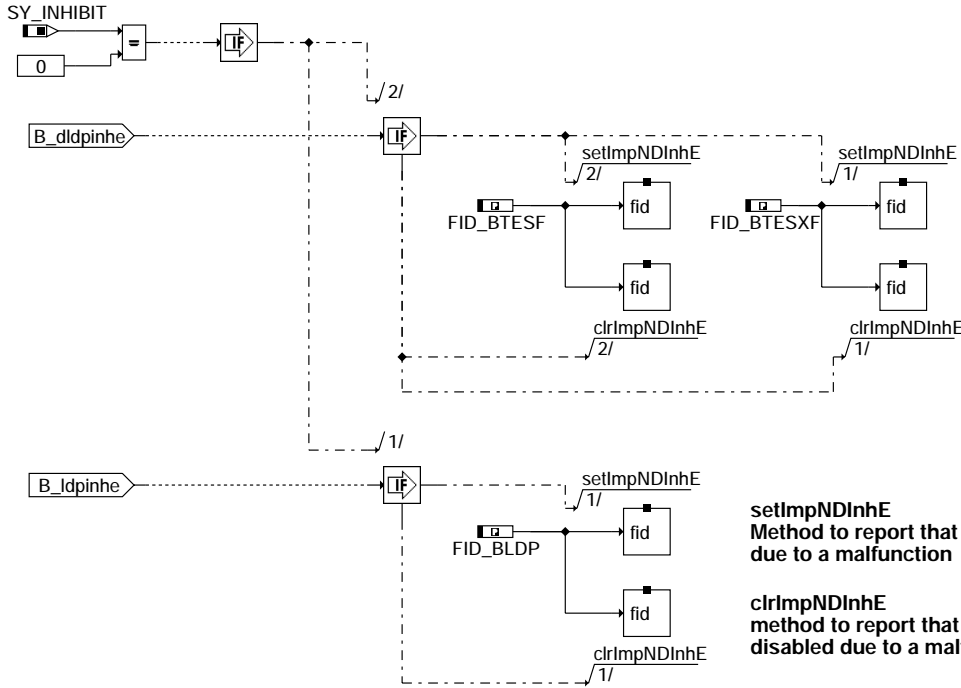 SY_INHIBIT
=
IF
0
2/
B_dldpinhe
IF
setImpNDInhE
2/
setImpNDInhE
1/
fid
fid
FID_BTESF
FID_BTESXF
fid
fid
clrImpNDInhE
2/
clrImpNDInhE
1/
1/
B_ldpinhe
IF
setImpNDInhE
1/
fid
FID_BLDP
fid
clrImpNDInhE
1/
setImpNDInhE
Method to report that
due to a malfunction
clrImpNDInhE
method to report that
disabled due to a mal